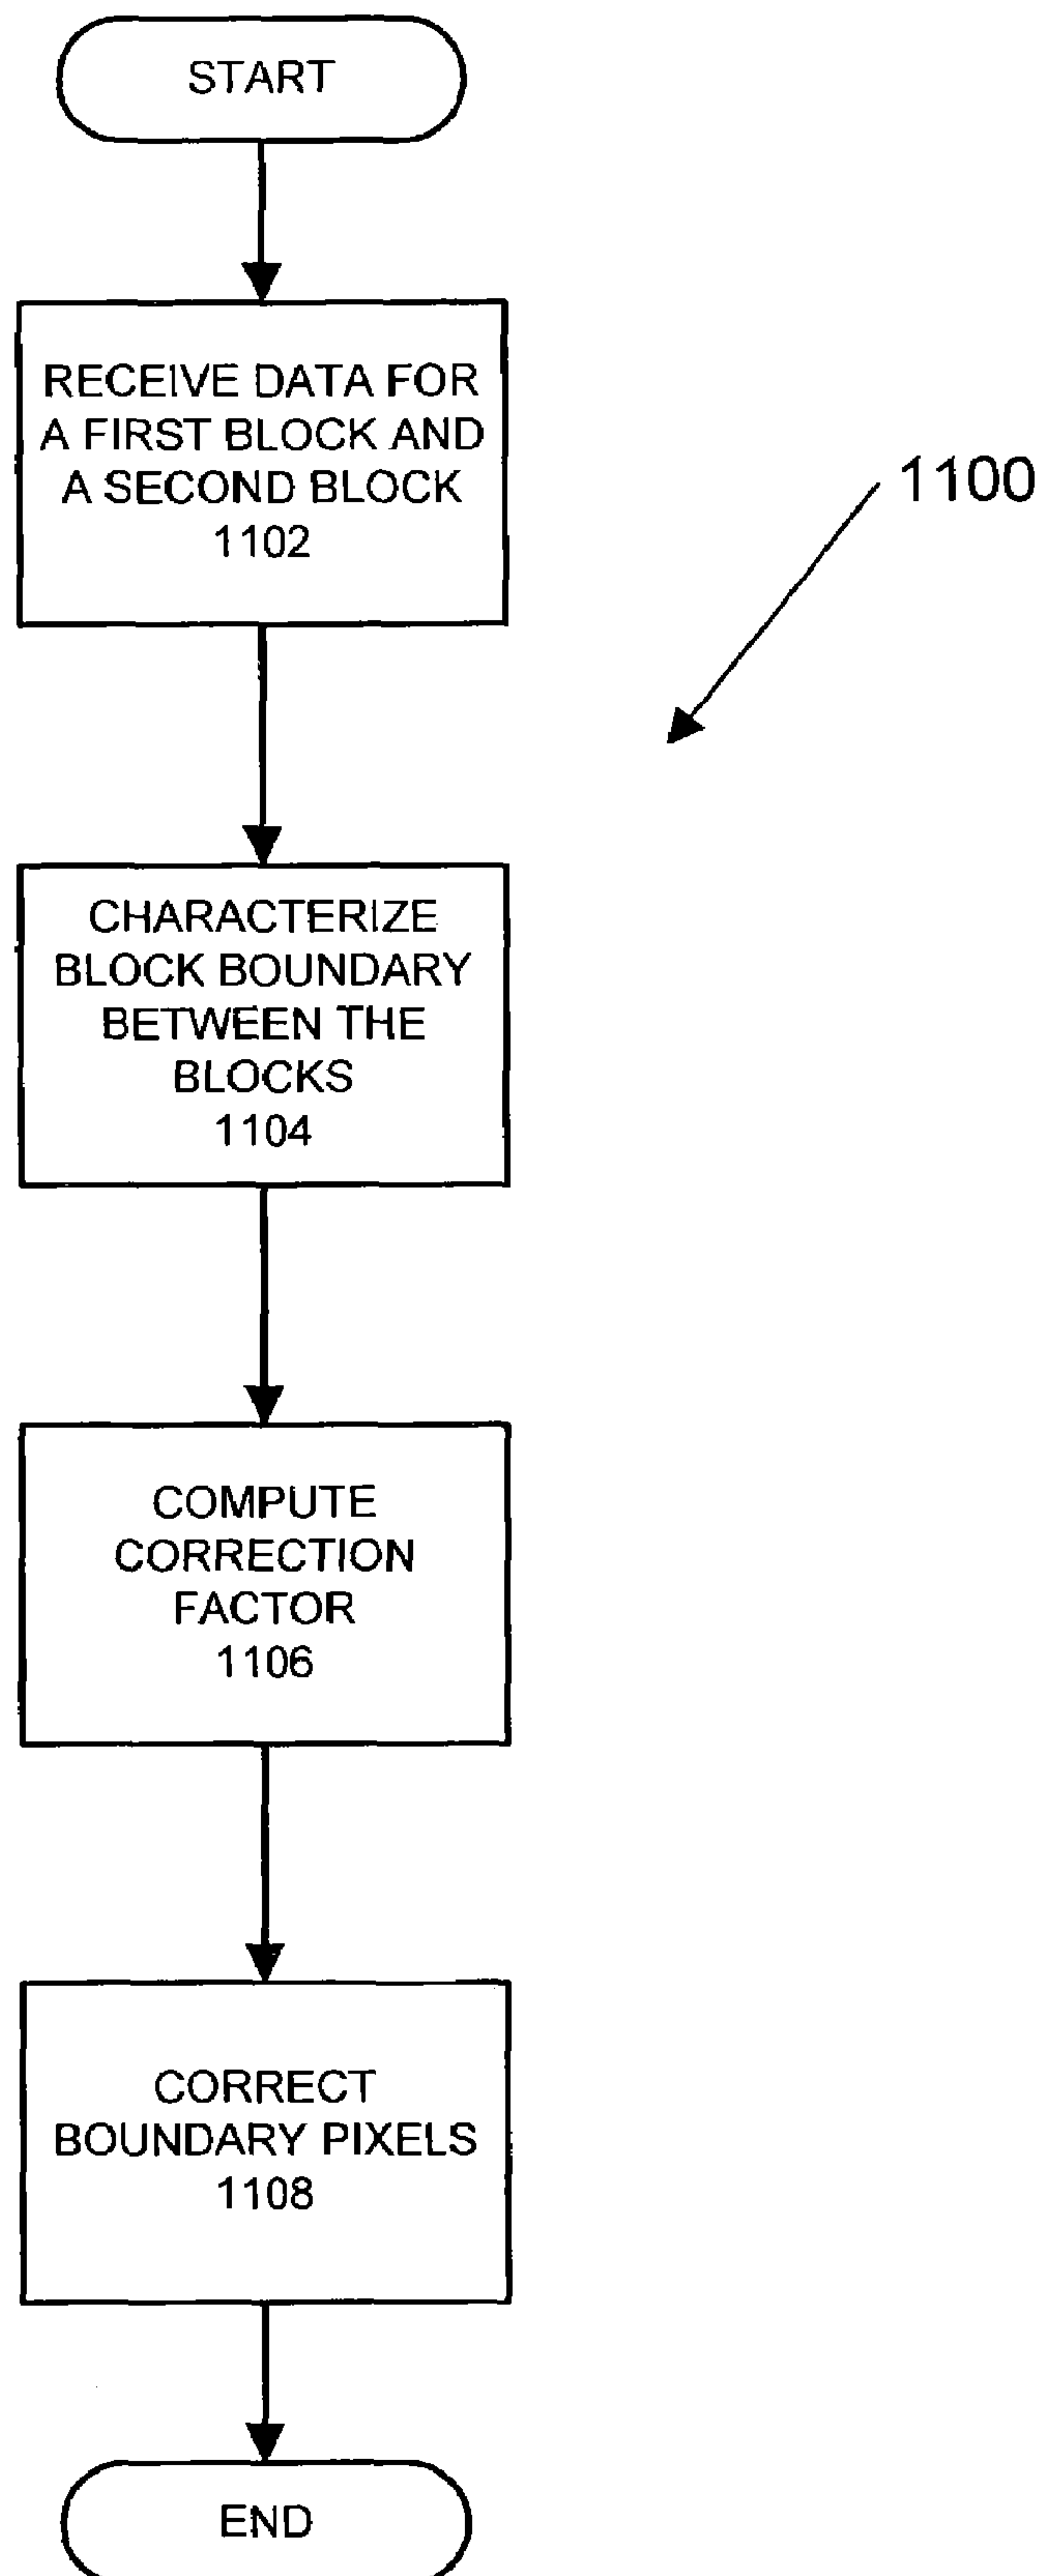 START
RECEIVE DATA FOR
A FIRST BLOCK AND
A SECOND BLOCK
1102
1100
CHARACTERIZE
BLOCK BOUNDARY
BETWEEN THE
BLOCKS
1104
COMPUTE
CORRECTION
FACTOR
1106
CORRECT
BOUNDARY PIXELS
1108
END